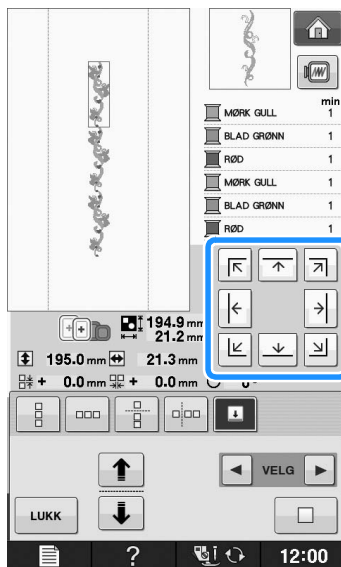 min
MØRK GULL 1
BLAD GRØNN 1
RØD 1
MØRK GULL 1
BLAD GRØNN 1
RØD 1
194.9 mm
21.2 mm
195.0 mm 21.3 mm
+ 0.0 mm + 0.0 mm
VELG
LUKK
? 12:00